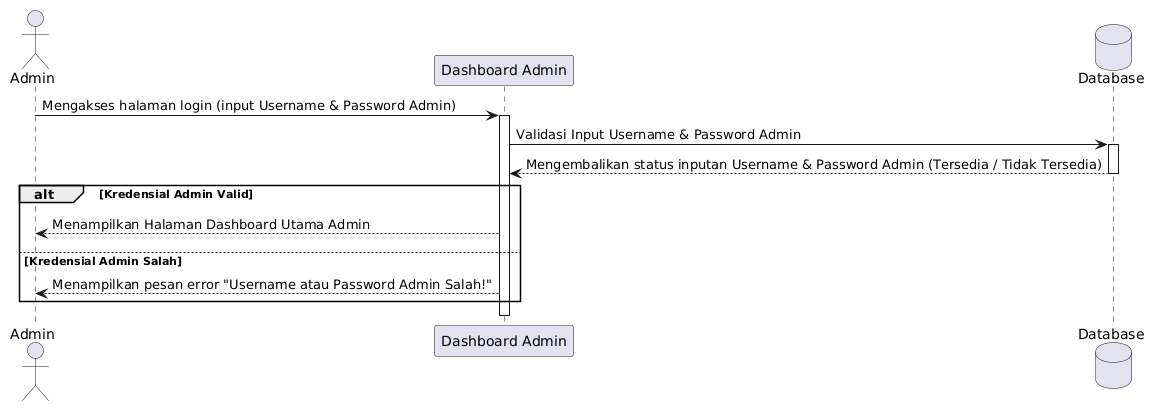 Admin
Dashboard Admin
Database
Mengakses halaman login (input Username & Password Admin)
Validasi Input Username & Password Admin
Mengembalikan status inputan Username & Password Admin (Tersedia / Tidak Tersedia)
alt [Kredensial Admin Valid]
Menampilkan Halaman Dashboard Utama Admin
[Kredensial Admin Salah]
Menampilkan pesan error "Username atau Password Admin Salah!"
Admin
Dashboard Admin
Database